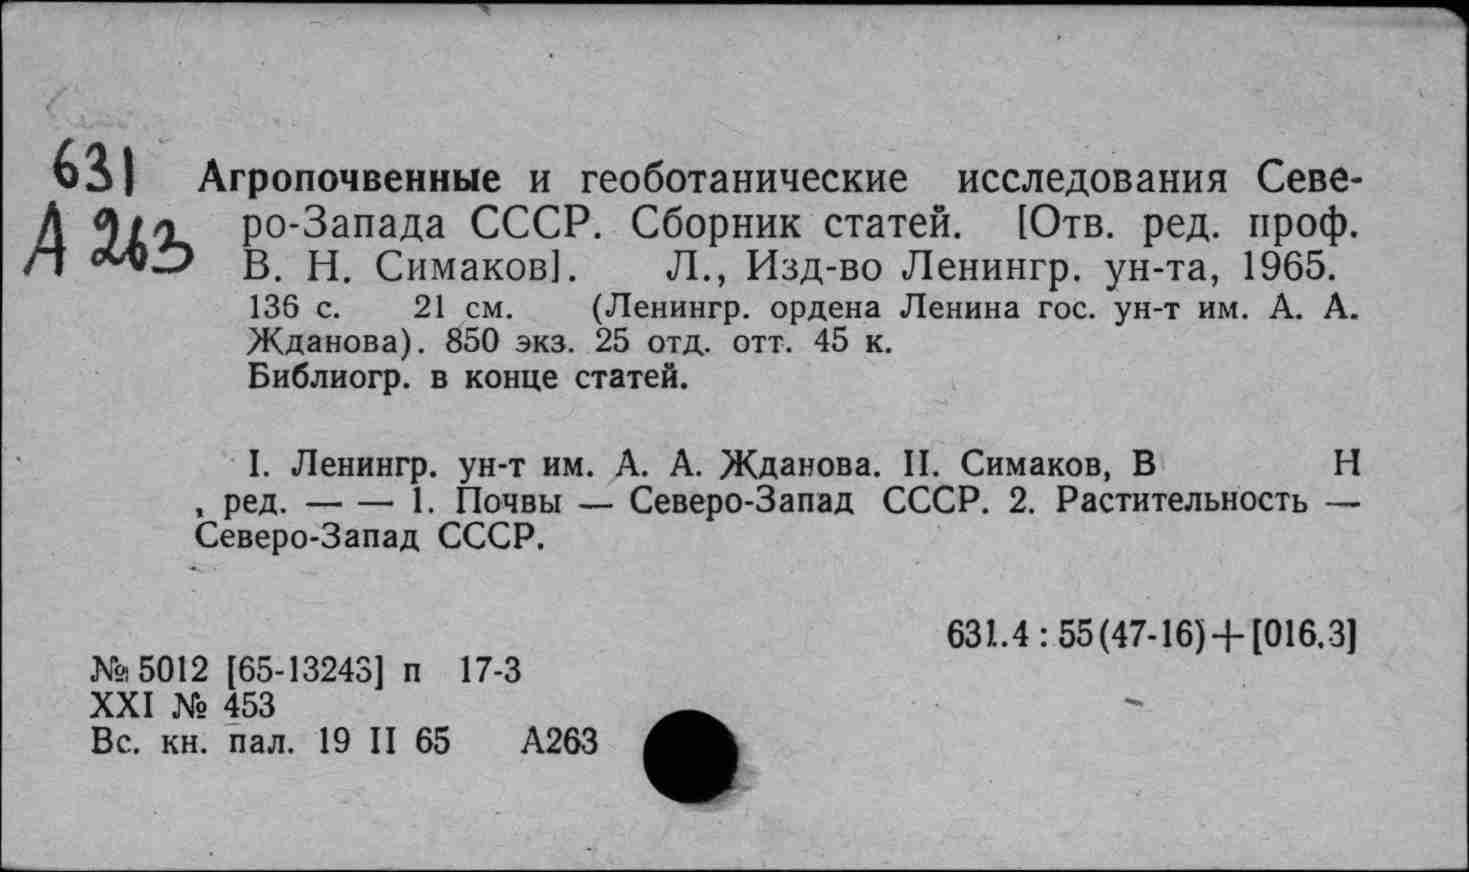 631 Агропочвенные и геоботанические исследования Севе-
А 263 ро-Запада СССР. Сборник статей. [Отв. ред. проф.
В. Н. Симаков]. Л., Изд-во Ленингр. ун-та, 1965.
136 с. 21 см. (Ленингр. ордена Ленина гос. ун-т им. А. А.
Жданова). 850 экз. 25 отд. отт. 45 к.
Библиогр. в конце статей.
I. Ленингр. ун-т им. А. А. Жданова. II. Симаков, В Н
, ред. — — 1. Почвы — Северо-Запад СССР. 2. Растительность —
Северо-Запад СССР.
631.4 : 55(47-16)+[016.3]
№ 5012 [65-13243] п 17-3
XXI № 453
Вс. кн. пал. 19 II 65 А263